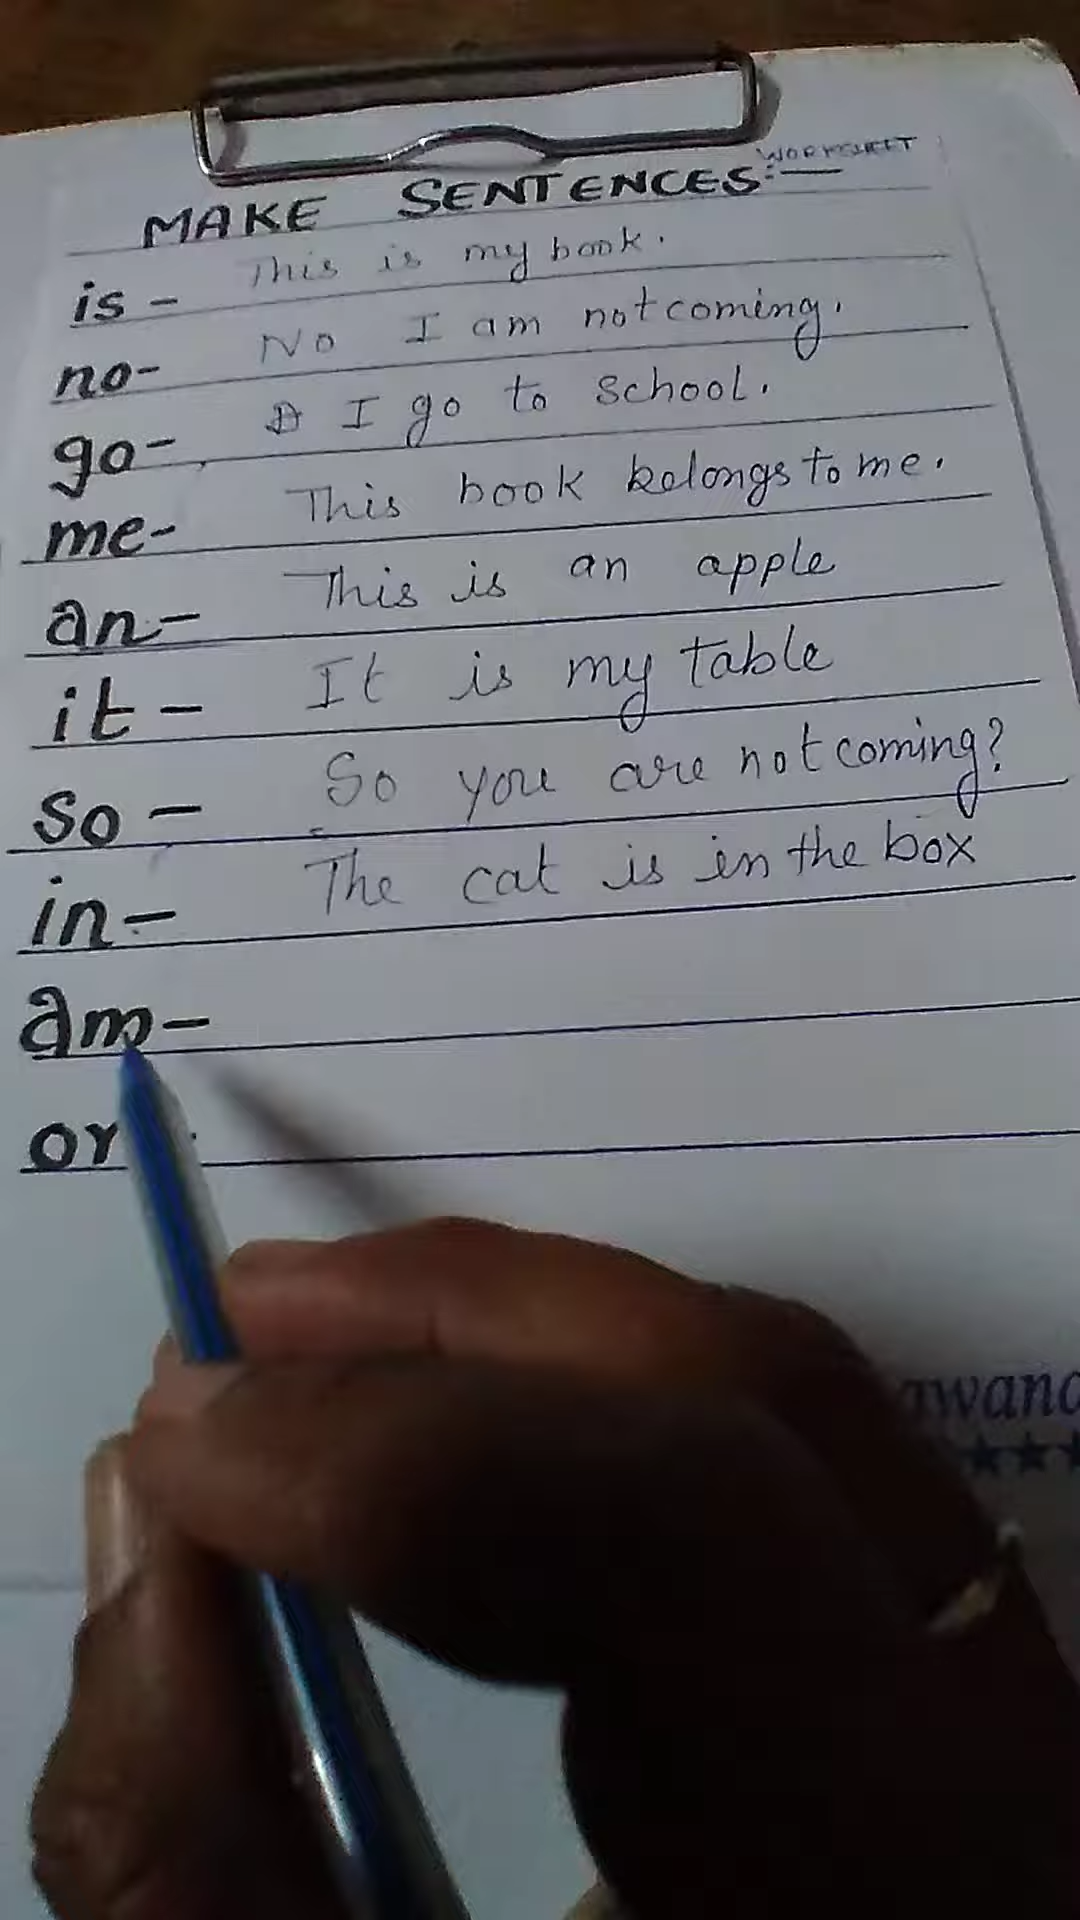 WORKSHEET
MAKE SENTENCES:—
is - This is my book.
no- No I am not coming.
go- I go to school.
me- This book belongs to me.
an- This is an apple
it - It is my table
so - So you are not coming?
in- The cat is in the box
am-
or
★★★